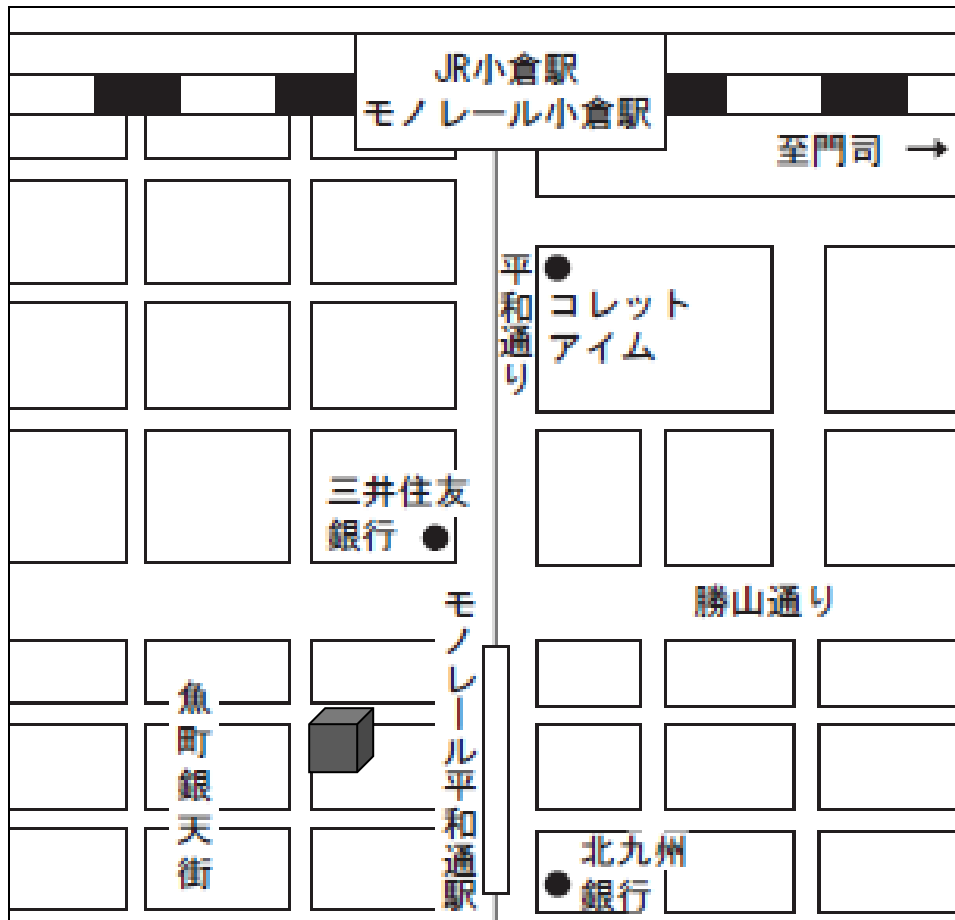 JR小倉駅
モノレール小倉駅
至門司 →
平和通り
コレット
アイム
三井住友
銀行
勝山通り
モノレール平和通駅
魚町銀天街
北九州
銀行